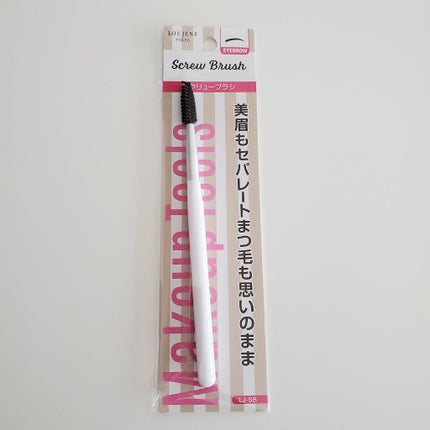 LOUJENE
EYEBROW
Screw Brush
スクリューブラシ
美眉もセパレートまつ毛も思いのまま
Makeup Tools
LJ-SB